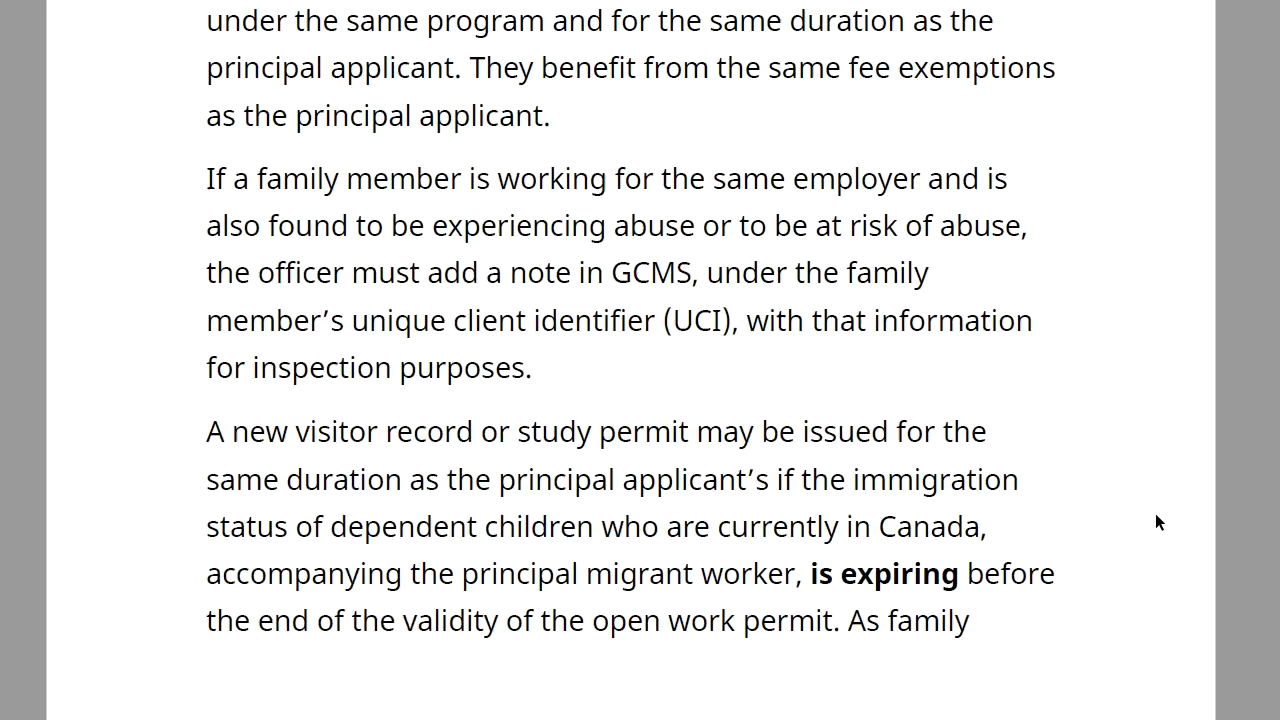 under the same program and for the same duration as the
principal applicant. They benefit from the same fee exemptions
as the principal applicant.
If a family member is working for the same employer and is
also found to be experiencing abuse or to be at risk of abuse,
the officer must add a note in GCMS, under the family
member’s unique client identifier (UCI), with that information
for inspection purposes.
A new visitor record or study permit may be issued for the
same duration as the principal applicant’s if the immigration
status of dependent children who are currently in Canada,
accompanying the principal migrant worker, is expiring before
the end of the validity of the open work permit. As family